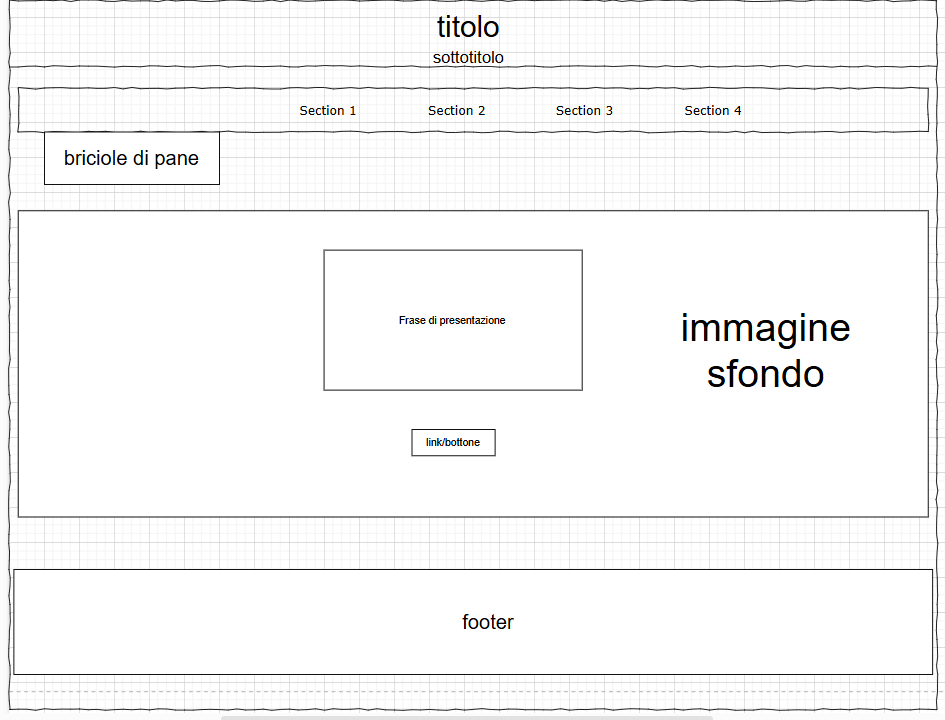 titolo
sottotitolo
Section 1 Section 2 Section 3 Section 4
briciole di pane
Frase di presentazione
immagine
sfondo
link/bottone
footer